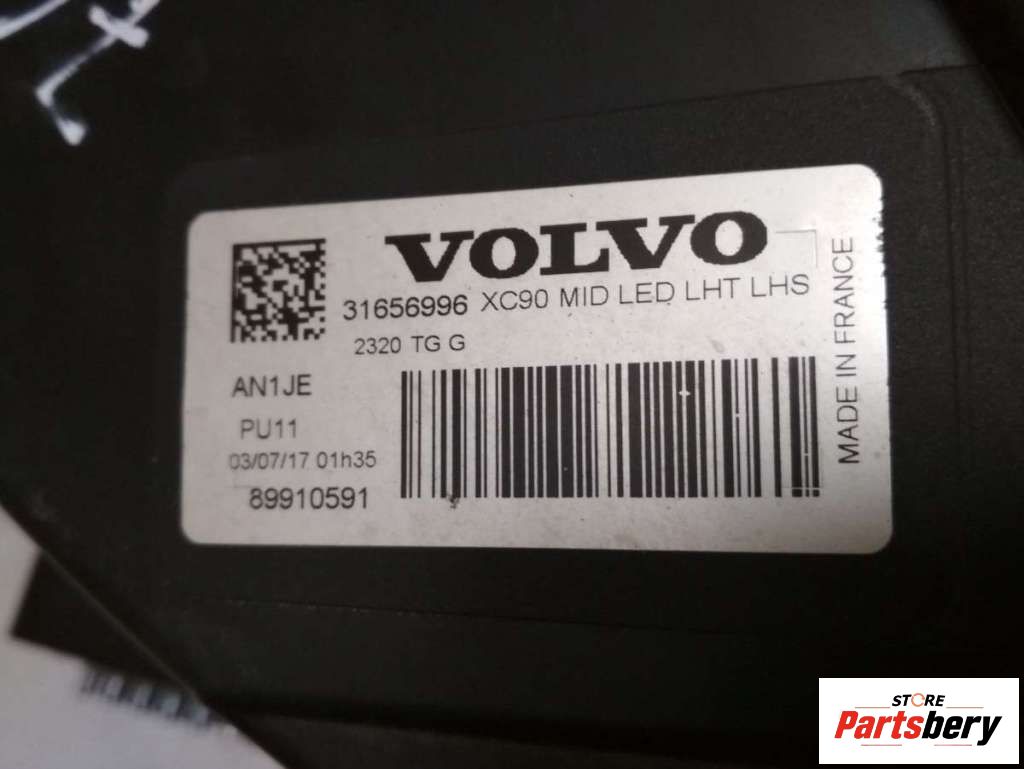 VOLVO
31656996 XC90 MID LED LHT LHS
2320 TG G
AN1JE
PU11
03/07/17 01h35
89910591
MADE IN FRANCE
STORE
Partsbery